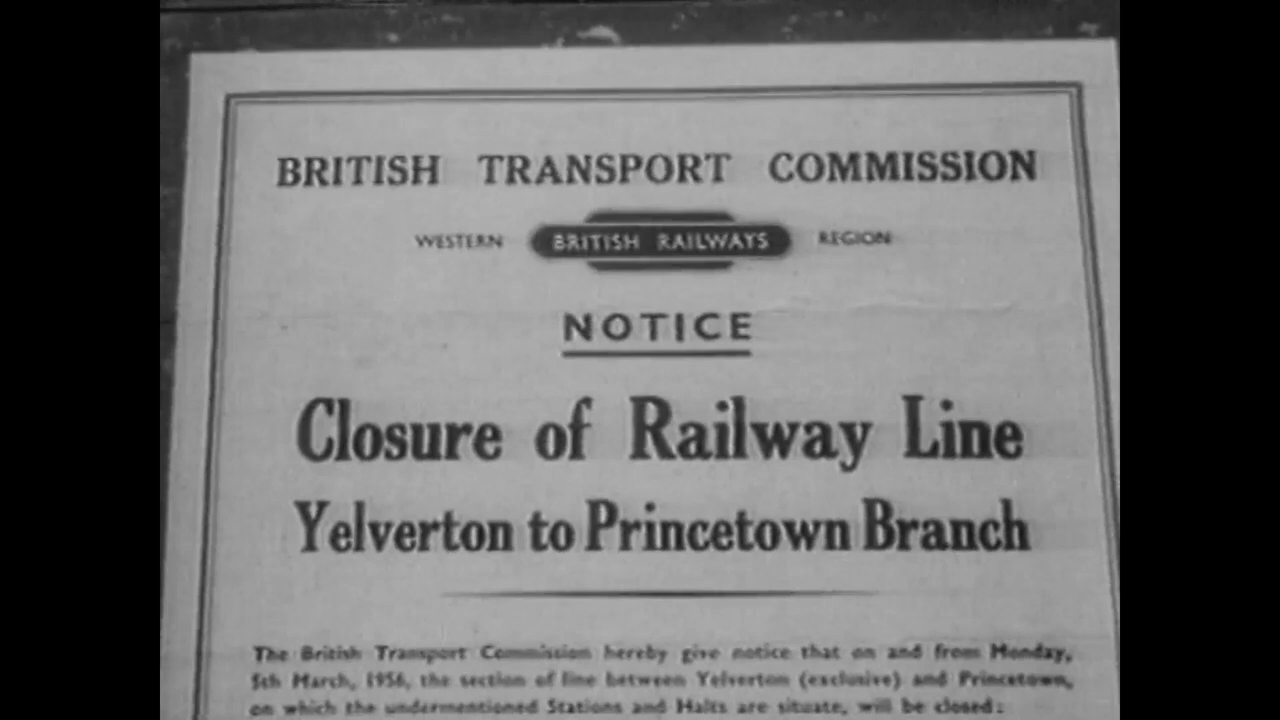 BRITISH TRANSPORT COMMISSION
WESTERN BRITISH RAILWAYS REGION
NOTICE
Closure of Railway Line
Yelverton to Princetown Branch
The British Transport Commission hereby give notice that on and from Monday,
5th March, 1956, the section of line between Yelverton (exclusive) and Princetown,
on which the undermentioned Stations and Halts are situate, will be closed: